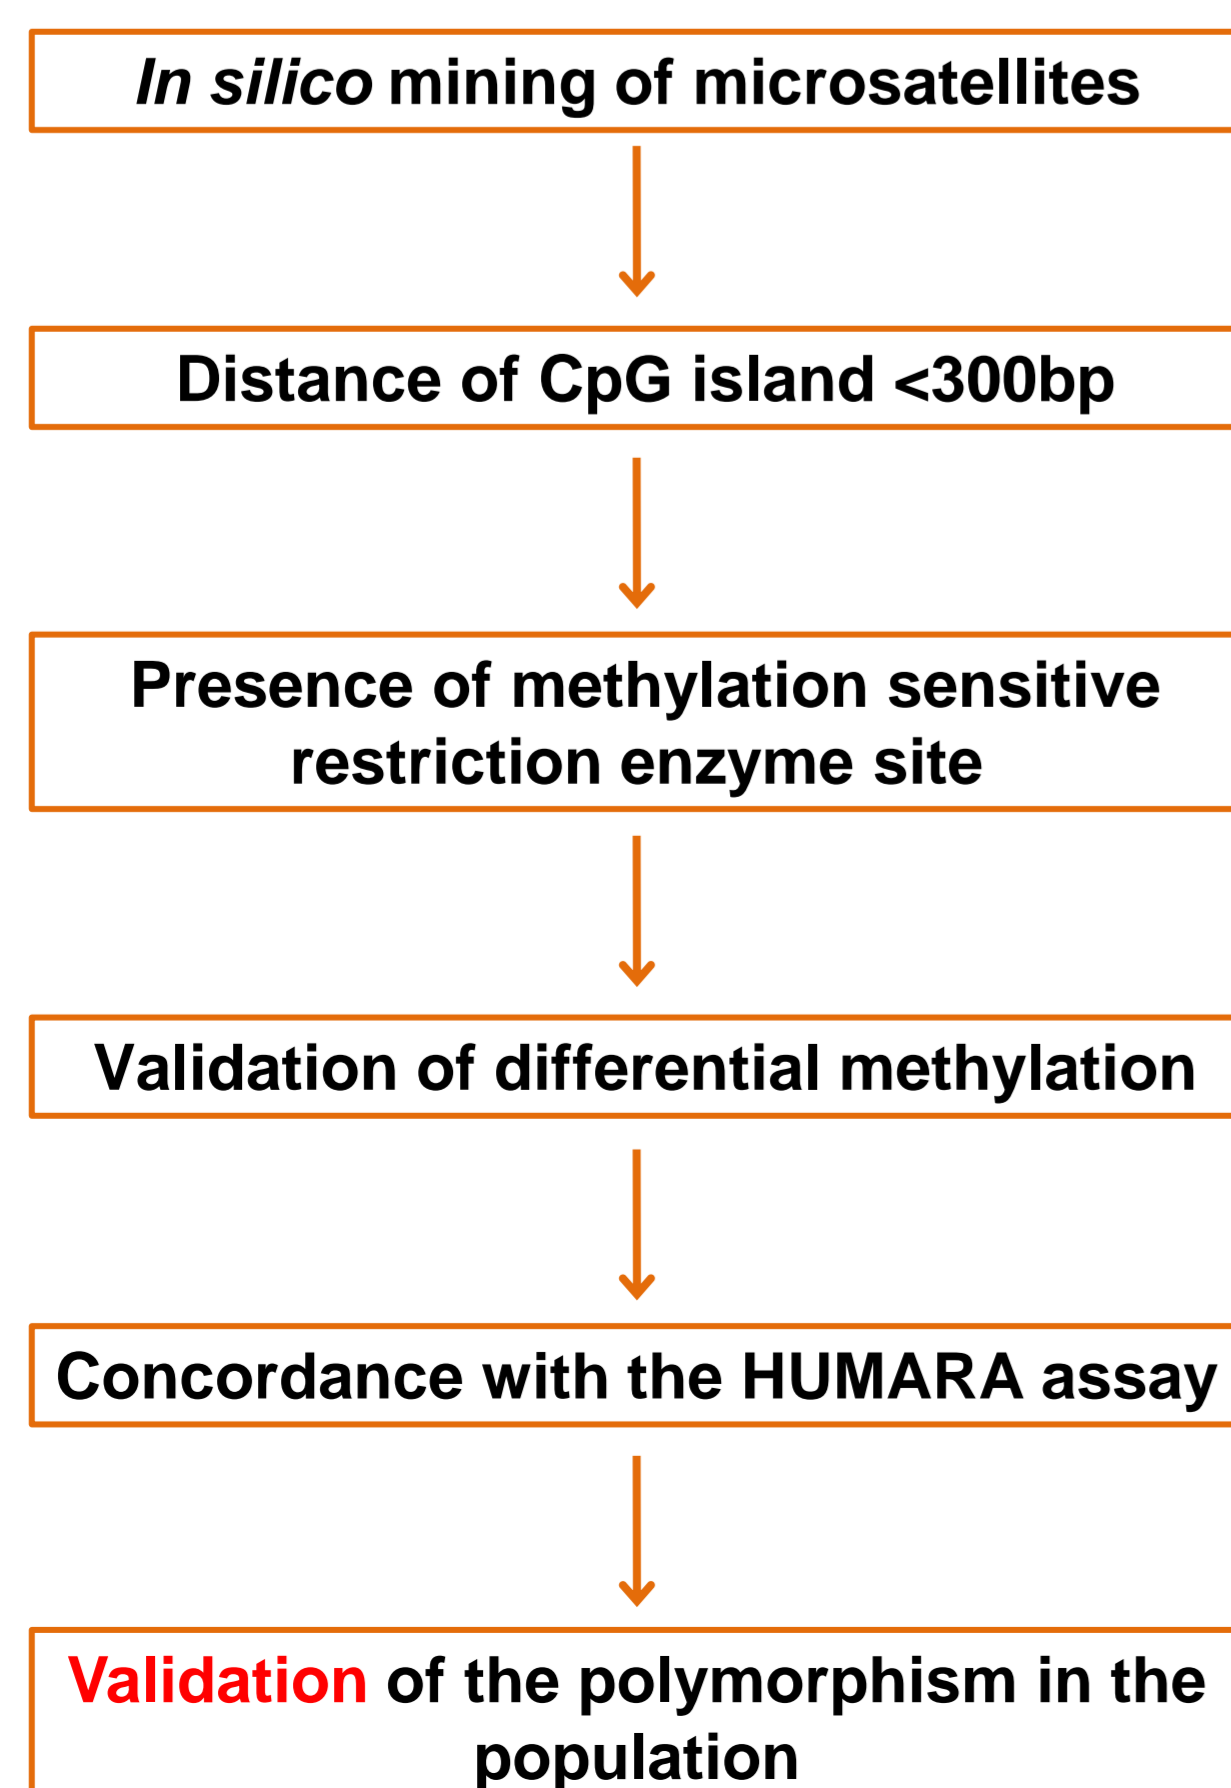 In silico mining of microsatellites
Distance of CpG island <300bp
Presence of methylation sensitive
restriction enzyme site
Validation of differential methylation
Concordance with the HUMARA assay
Validation of the polymorphism in the
population